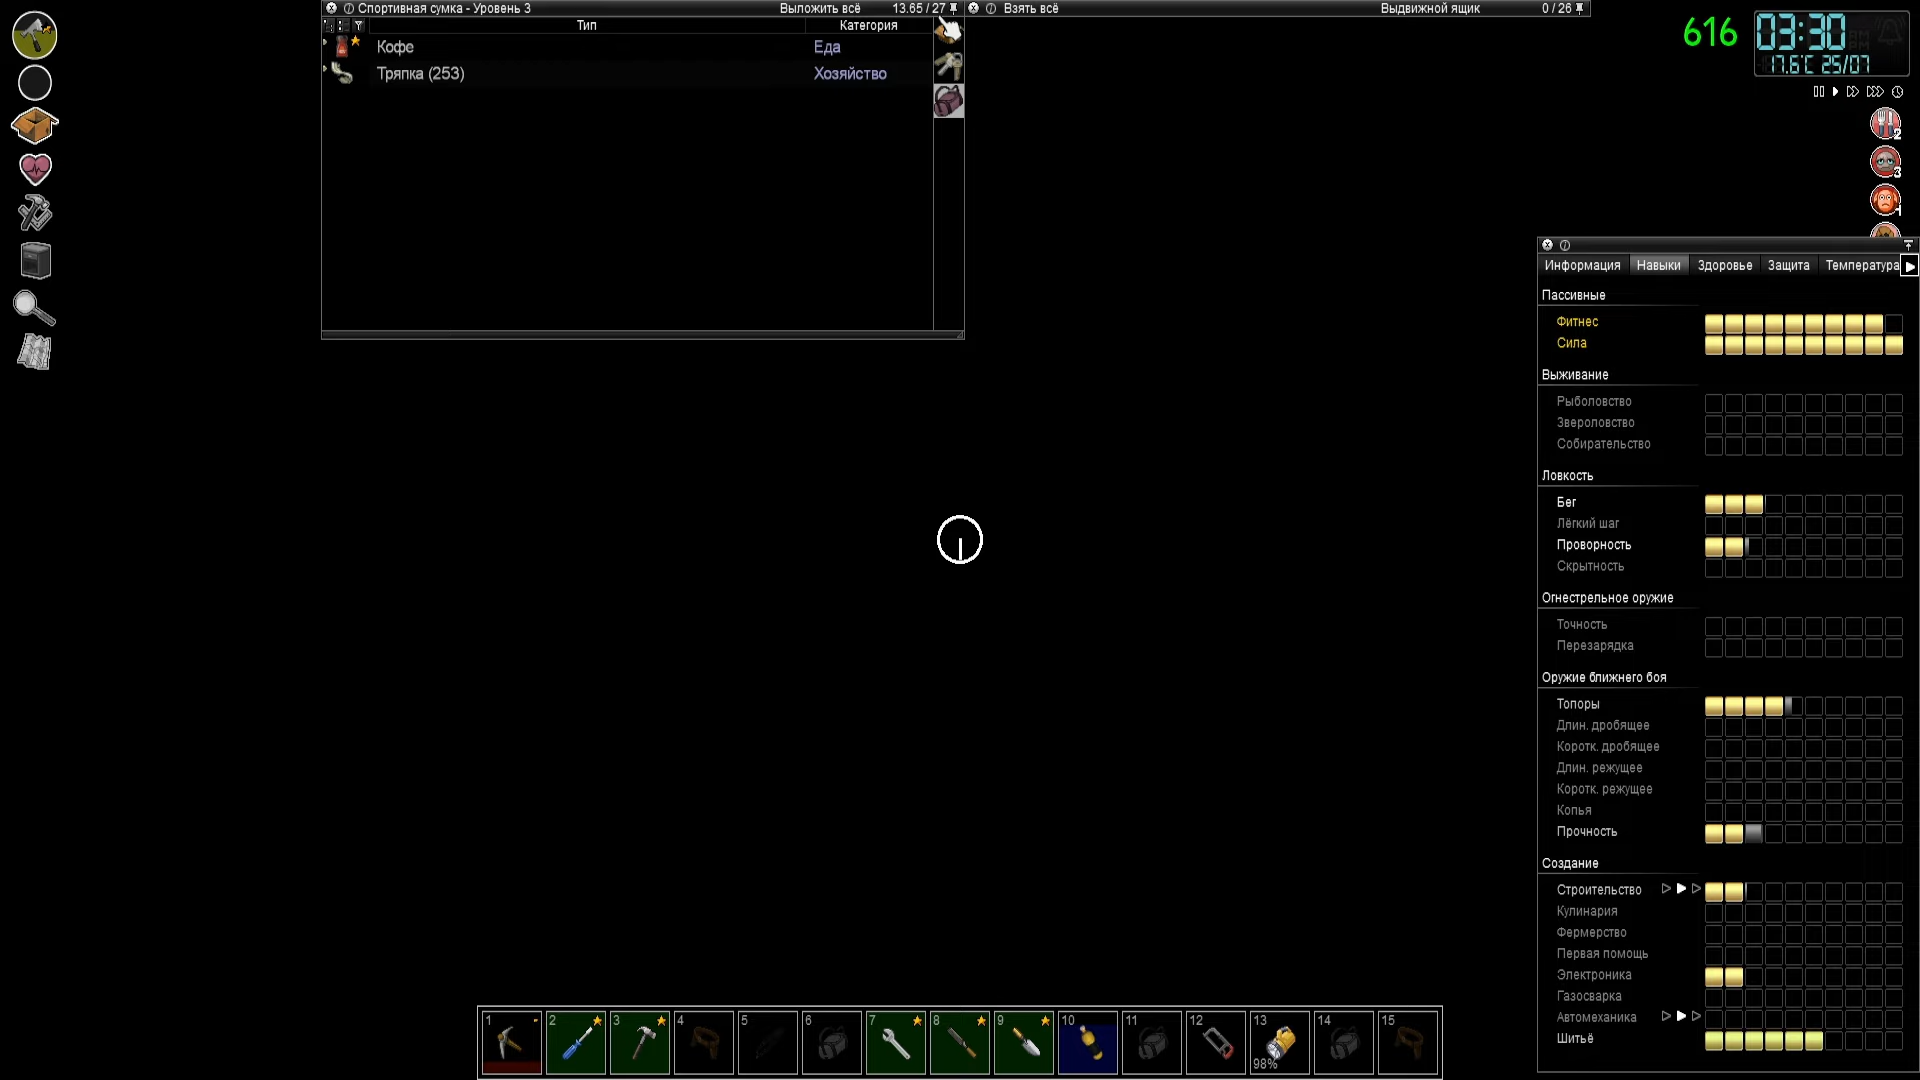 Спортивная сумка - Уровень 3 Выложить всё 13.65 / 27
Взять всё Выдвижной ящик 0 / 26
Тип Категория
Кофе Еда
Тряпка (253) Хозяйство
616
03:30
17.6°C 25/07
2
3
1
Информация Навыки Здоровье Защита Температура
Пассивные
Фитнес
Сила
Выживание
Рыболовство
Звероловство
Собирательство
Ловкость
Бег
Лёгкий шаг
Проворность
Скрытность
Огнестрельное оружие
Точность
Перезарядка
Оружие ближнего боя
Топоры
Длин. дробящее
Коротк. дробящее
Длин. режущее
Коротк. режущее
Копья
Прочность
Создание
Строительство
Кулинария
Фермерство
Первая помощь
Электроника
Газосварка
Автомеханика
Шитьё
1 2 3 4 5 6 7 8 9 10 11 12 13 14 15
98%